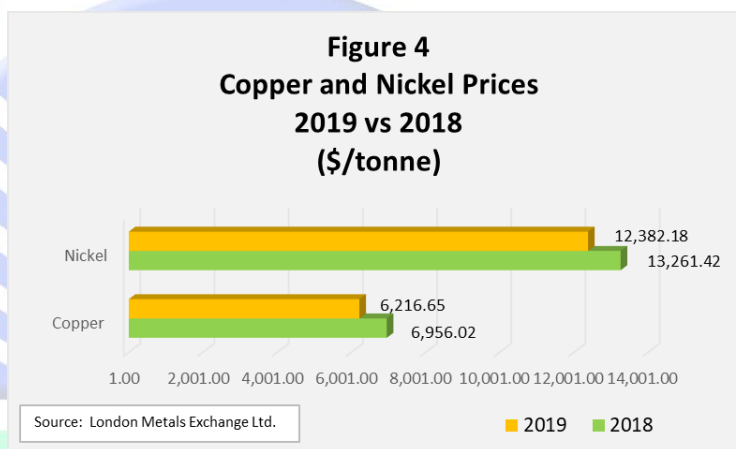 Figure 4
Copper and Nickel Prices
2019 vs 2018
($/tonne)
Nickel
12,382.18
13,261.42
Copper
6,216.65
6,956.02
1.00 2,001.00 4,001.00 6,001.00 8,001.00 10,001.00 12,001.00 14,001.00
Source: London Metals Exchange Ltd.
2019 2018